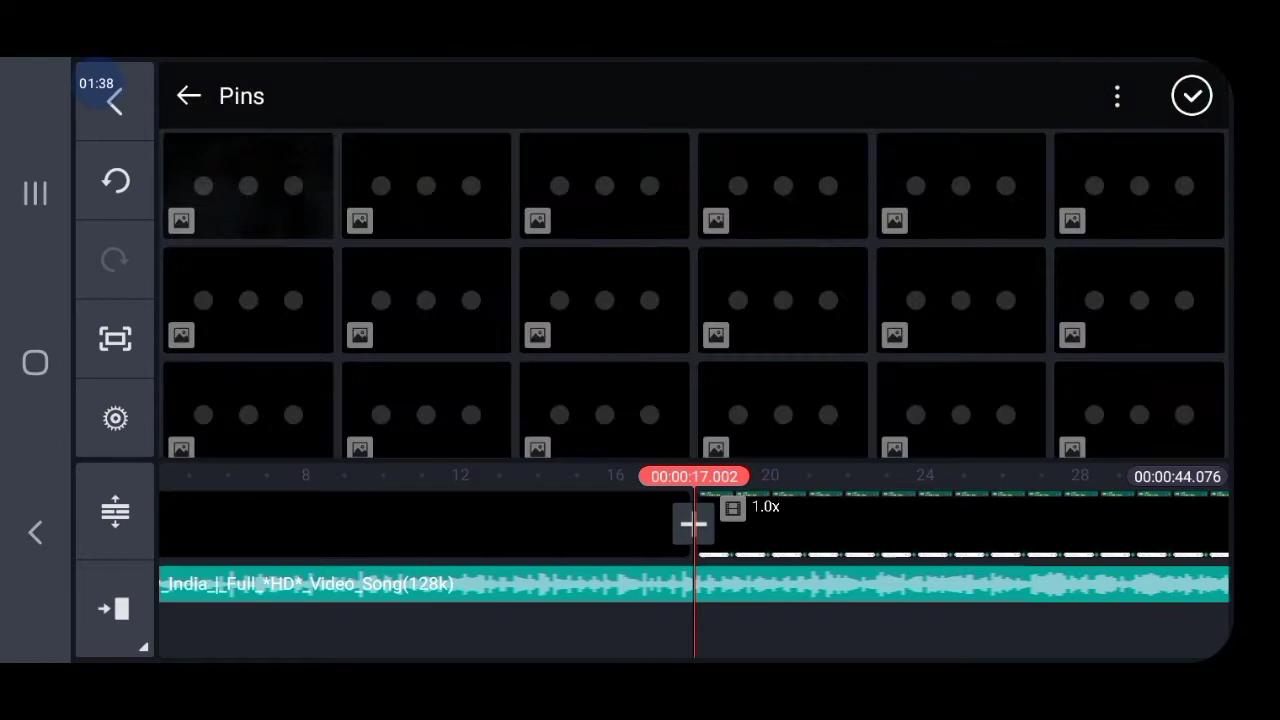 01:38
Pins
8 12 16 00:00:17.002 20 24 28 00:00:44.076
1.0x
_India_|_Full_*HD*_Video_Song(128k)